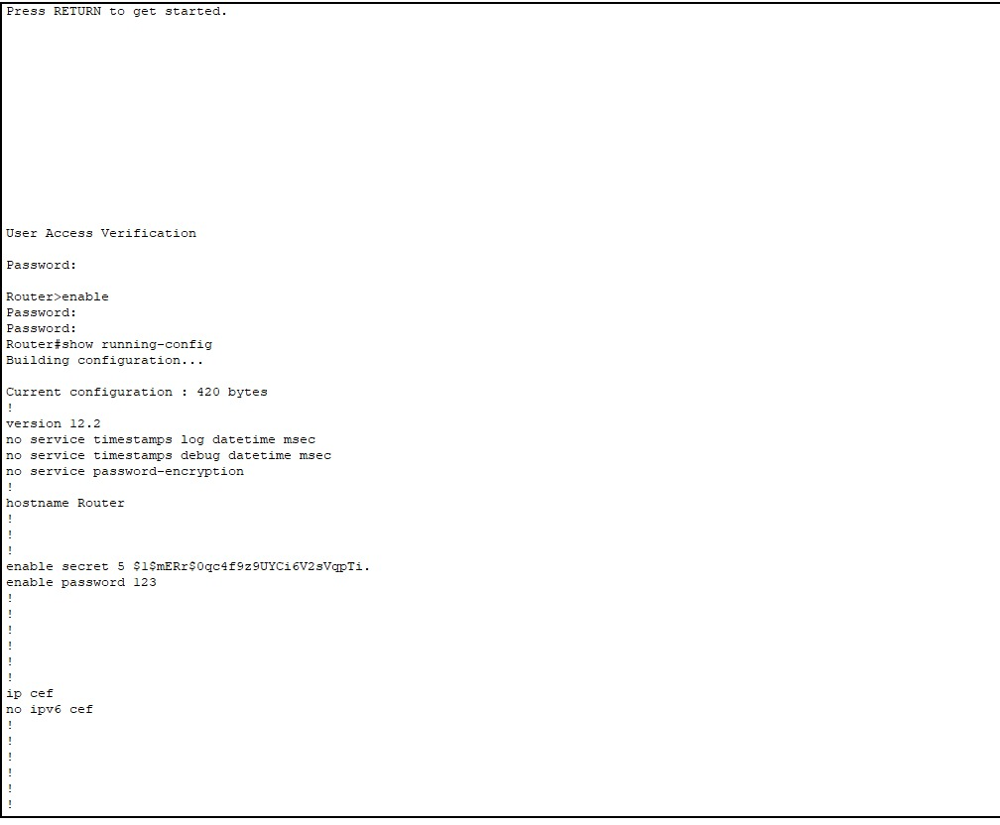 Press RETURN to get started.
User Access Verification
Password:
Router>enable
Password:
Password:
Router#show running-config
Building configuration...
Current configuration : 420 bytes
!
version 12.2
no service timestamps log datetime msec
no service timestamps debug datetime msec
no service password-encryption
!
hostname Router
!
!
!
enable secret 5 $1$mERr$0qc4f9z9UYCi6V2sVqpTi.
enable password 123
!
!
!
!
!
!
ip cef
no ipv6 cef
!
!
!
!
!
!